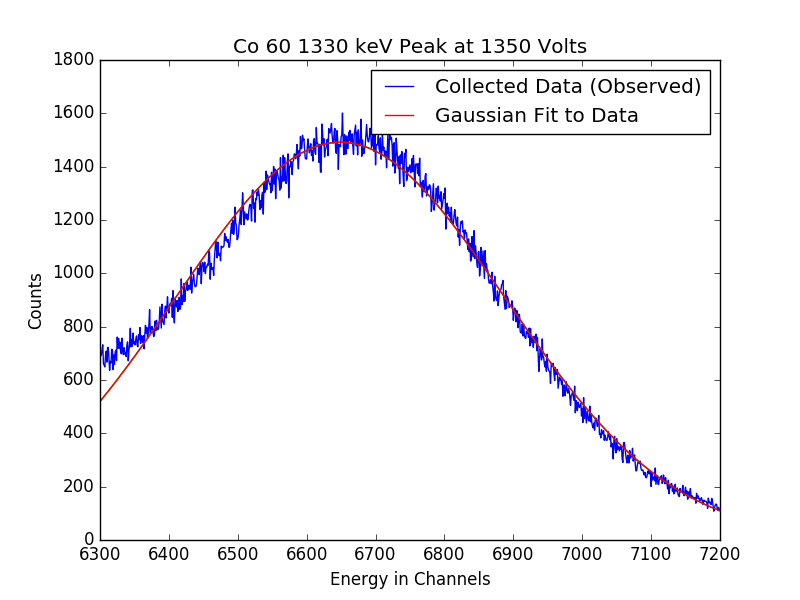 Co 60 1330 keV Peak at 1350 Volts
1800
1600
1400
1200
1000
800
600
400
200
0
Counts
Collected Data (Observed)
Gaussian Fit to Data
6300 6400 6500 6600 6700 6800 6900 7000 7100 7200
Energy in Channels